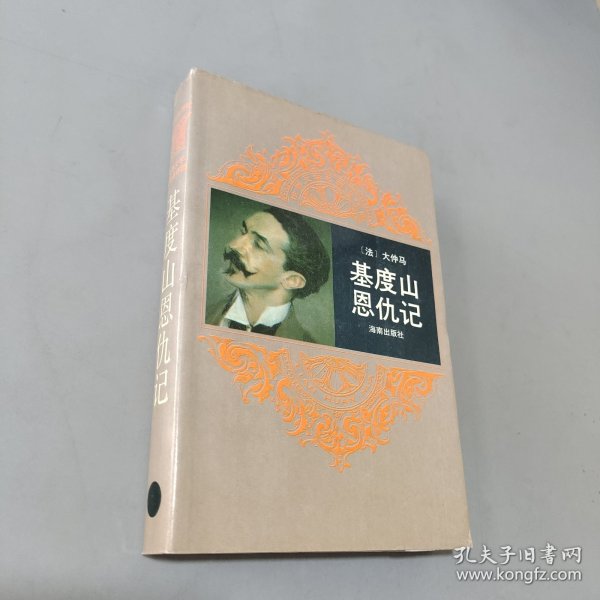 基度山恩仇记
〔法〕大仲马
基度山
恩仇记
海南出版社
孔夫子旧书网
www.kongfz.com